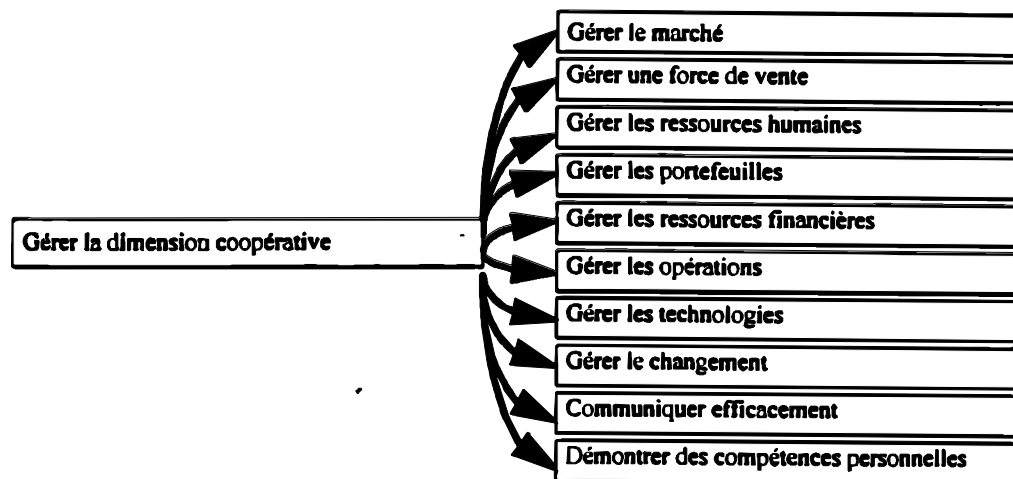 Gérer le marché
Gérer une force de vente
Gérer les ressources humaines
Gérer les portefeuilles
Gérer la dimension coopérative
Gérer les ressources financières
Gérer les opérations
Gérer les technologies
Gérer le changement
Communiquer efficacement
Démontrer des compétences personnelles